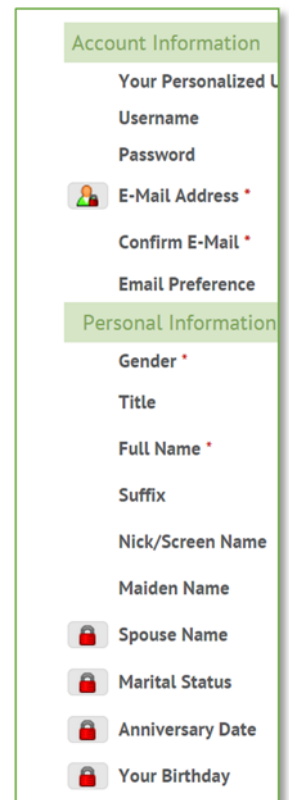 Account Information
Your Personalized
Username
Password
E-Mail Address *
Confirm E-Mail *
Email Preference
Personal Information
Gender *
Title
Full Name *
Suffix
Nick/Screen Name
Maiden Name
Spouse Name
Marital Status
Anniversary Date
Your Birthday